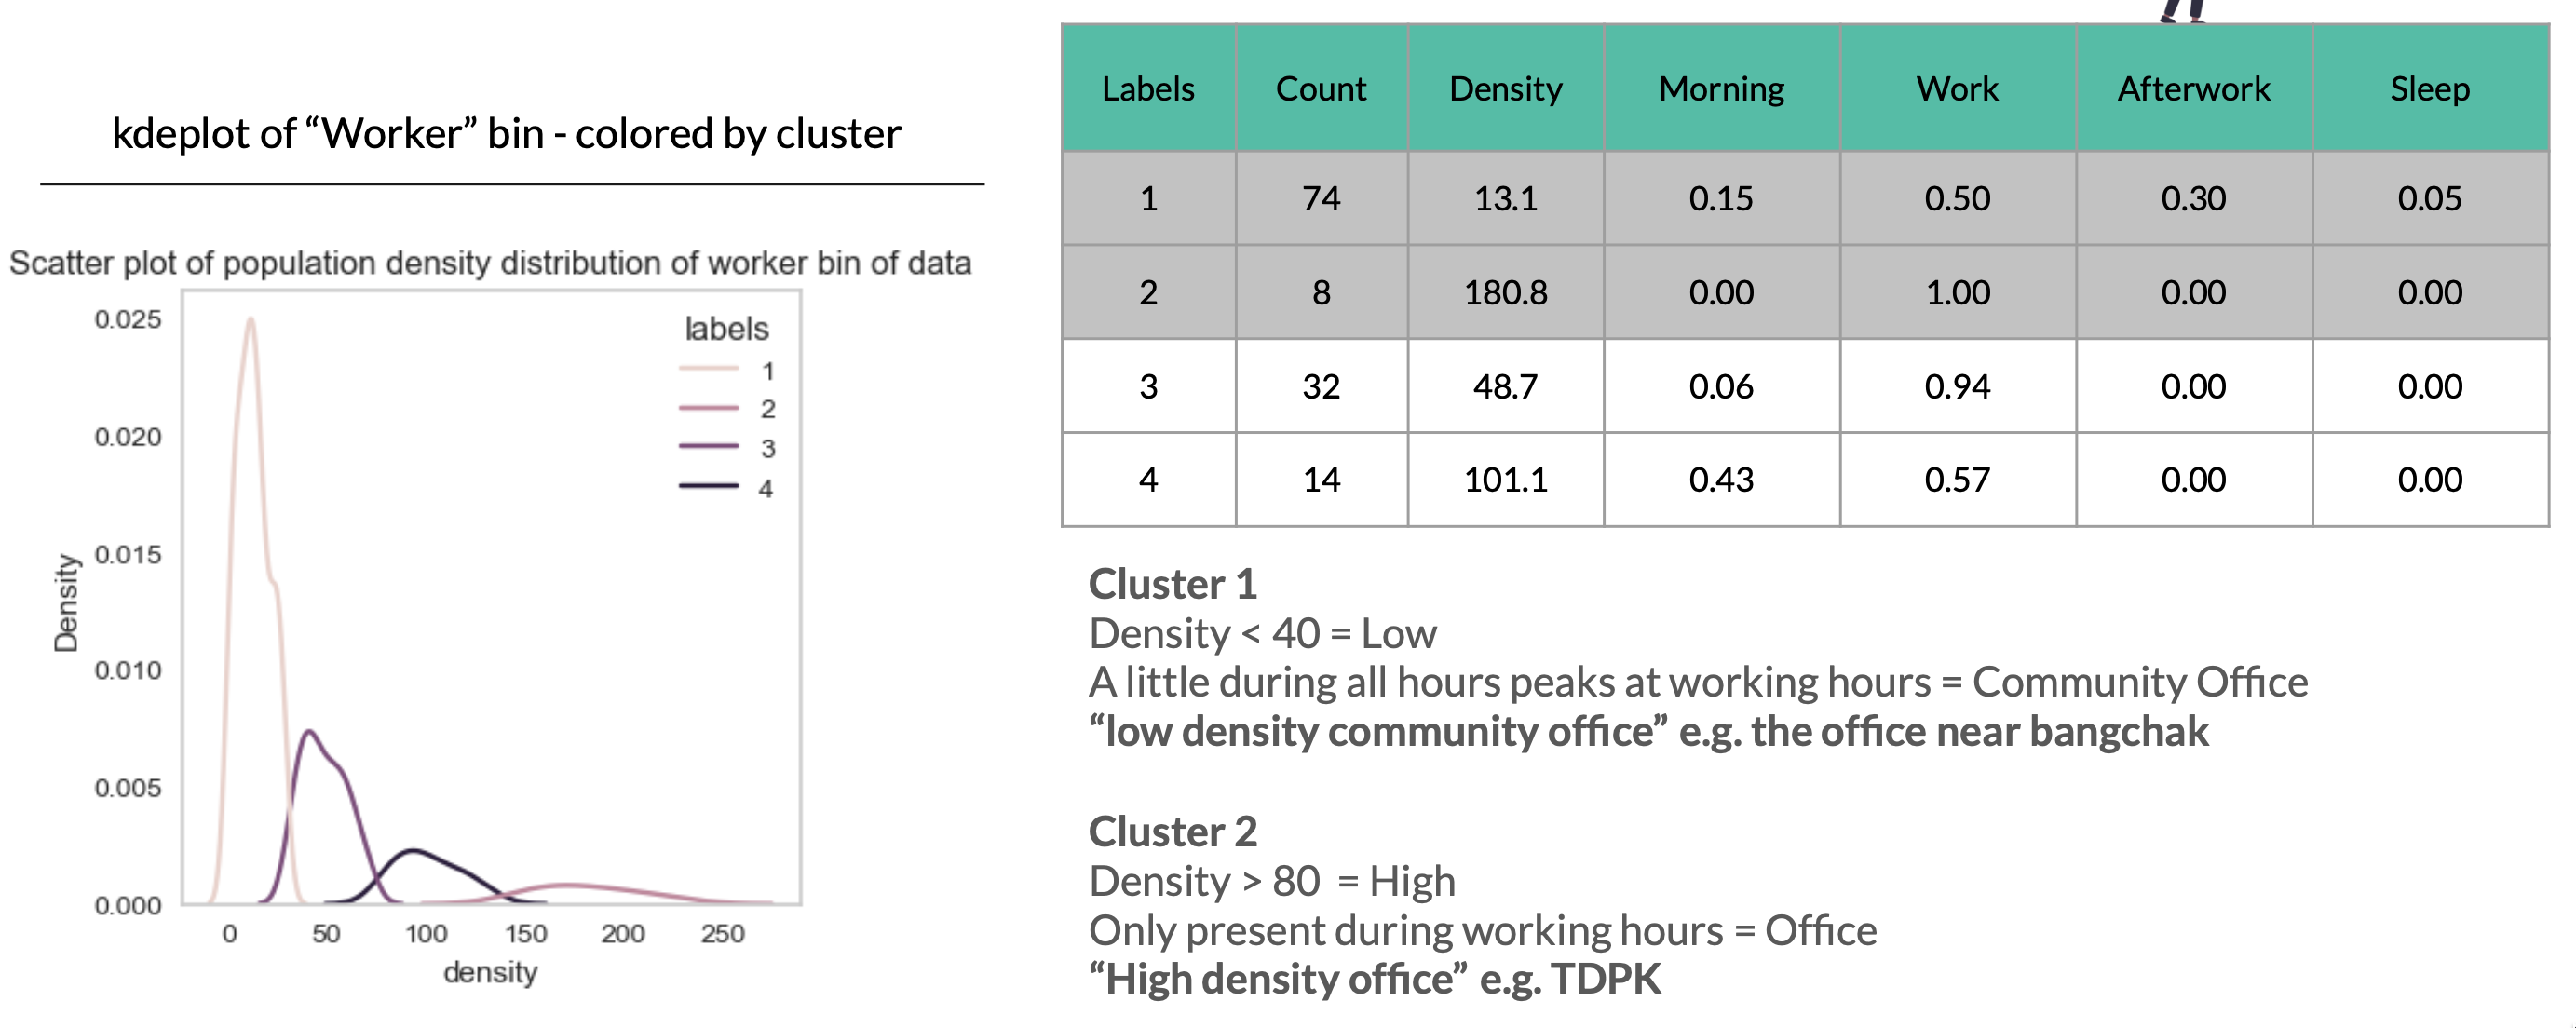 kdeplot of “Worker” bin - colored by cluster
Scatter plot of population density distribution of worker bin of data
labels
1
2
3
4
0.025
0.020
0.015
0.010
0.005
0.000
Density
0 50 100 150 200 250
density
Labels Count Density Morning Work Afterwork Sleep
1 74 13.1 0.15 0.50 0.30 0.05
2 8 180.8 0.00 1.00 0.00 0.00
3 32 48.7 0.06 0.94 0.00 0.00
4 14 101.1 0.43 0.57 0.00 0.00
Cluster 1
Density < 40 = Low
A little during all hours peaks at working hours = Community Office
“low density community office” e.g. the office near bangchak
Cluster 2
Density > 80 = High
Only present during working hours = Office
“High density office” e.g. TDPK